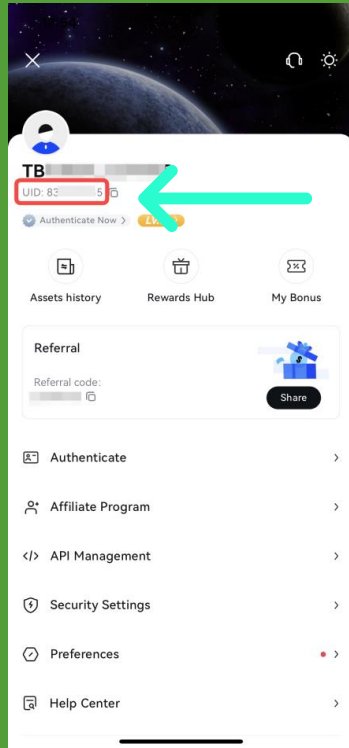 TB
UID: 83 5
Authenticate Now >
Assets history
Rewards Hub
My Bonus
Referral
Referral code:
Share
Authenticate
Affiliate Program
</> API Management
Security Settings
Preferences
Help Center